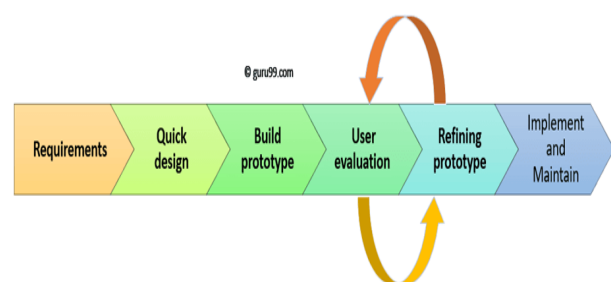 © guru99.com
Requirements
Quick
design
Build
prototype
User
evaluation
Refining
prototype
Implement
and
Maintain